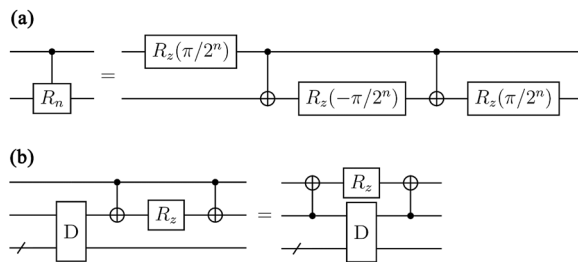 (a)
R_z(π/2^n)
R_n = R_z(−π/2^n) R_z(π/2^n)
(b)
R_z
D R_z = D